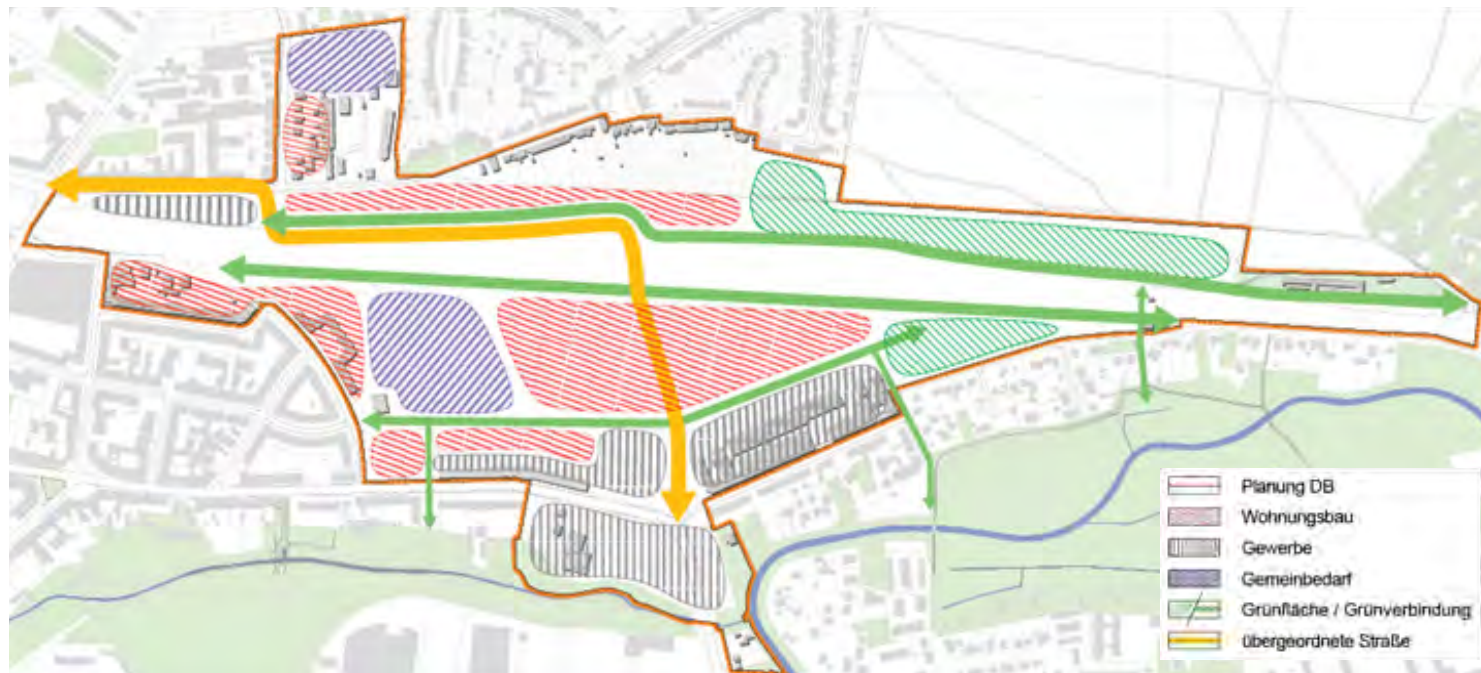 Planung DB
Wohnungsbau
Gewerbe
Gemeinbedarf
Grünfläche / Grünverbindung
übergeordnete Straße